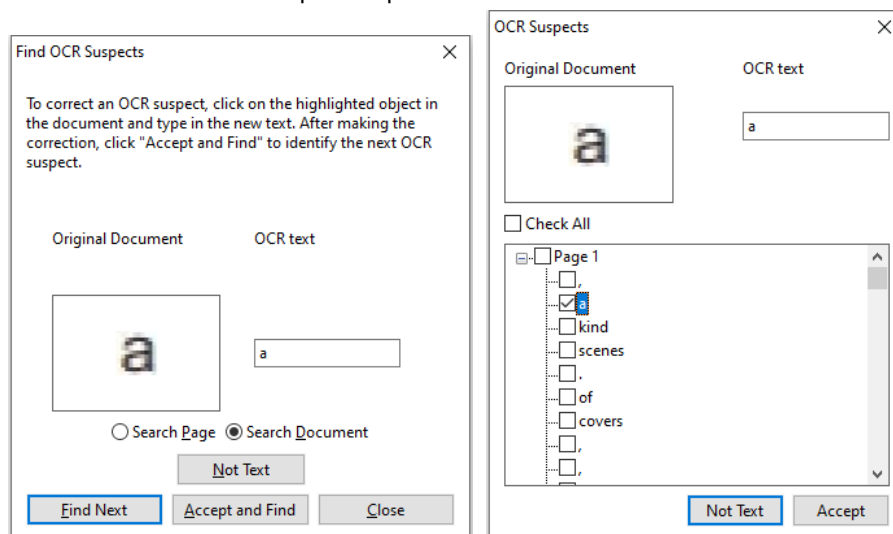 Find OCR Suspects
To correct an OCR suspect, click on the highlighted object in
the document and type in the new text. After making the
correction, click "Accept and Find" to identify the next OCR
suspect.
Original Document OCR text
a a
Search Page Search Document
Not Text
Find Next Accept and Find Close
OCR Suspects
Original Document OCR text
a a
Check All
Page 1
,
a
kind
scenes
.
of
covers
,
,
Not Text Accept